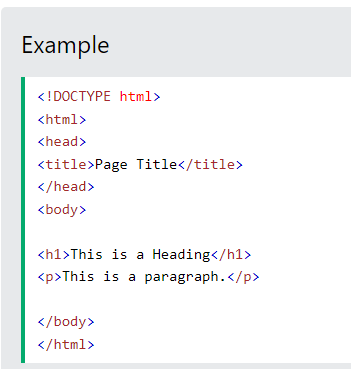 Example
<!DOCTYPE html>
<html>
<head>
<title>Page Title</title>
</head>
<body>
<h1>This is a Heading</h1>
<p>This is a paragraph.</p>
</body>
</html>